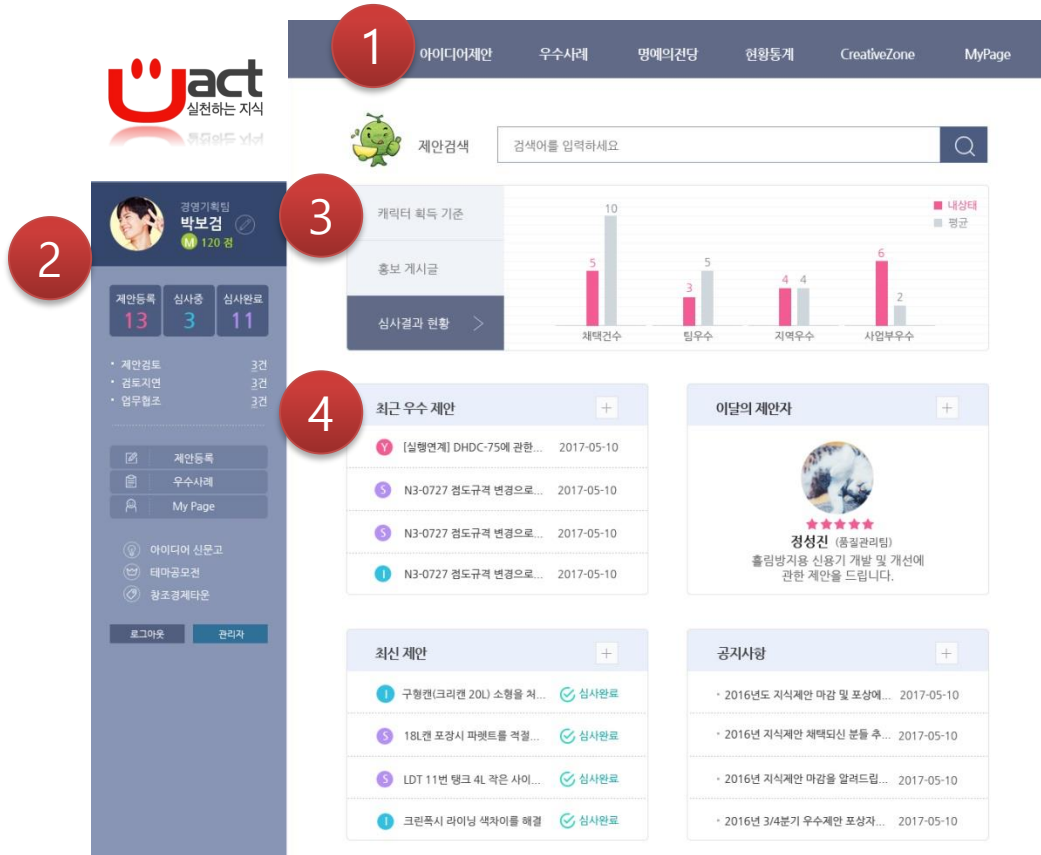 1
아이디어제안 우수사례 명예의전당 현황통계 CreativeZone MyPage
Uact
실천하는 지식
제안검색
검색어를 입력하세요
2
경영기획팀
박보검
M 120 점
제안등록 심사중 심사완료
13 3 11
· 제안검토 3건
· 검토지연 3건
· 업무협조 3건
제안등록
우수사례
My Page
아이디어 신문고
테마공모전
창조경제타운
로그아웃 관리자
3
캐릭터 획득 기준
홍보 게시글
심사결과 현황 >
내상태
평균
5 10
3 5
4 4
6 2
채택건수 팀우수 지역우수 사업부우수
4
최근 우수 제안 +
Y [실행연계] DHDC-75에 관한... 2017-05-10
S N3-0727 점도규격 변경으로... 2017-05-10
S N3-0727 점도규격 변경으로... 2017-05-10
I N3-0727 점도규격 변경으로... 2017-05-10
이달의 제안자 +
★★★★★
정성진 (품질관리팀)
흘림방지용 신용기 개발 및 개선에
관한 제안을 드립니다.
최신 제안 +
I 구형캔(크리캔 20L) 소형을 처... 심사완료
S 18L캔 포장시 파렛트를 적절... 심사완료
S LDT 11번 탱크 4L 작은 사이... 심사완료
I 크린폭시 라이닝 색차이를 해결 심사완료
공지사항 +
· 2016년도 지식제안 마감 및 포상에... 2017-05-10
· 2016년 지식제안 채택되신 분들 추... 2017-05-10
· 2016년 지식제안 마감을 알려드립... 2017-05-10
· 2016년 3/4분기 우수제안 포상자... 2017-05-10